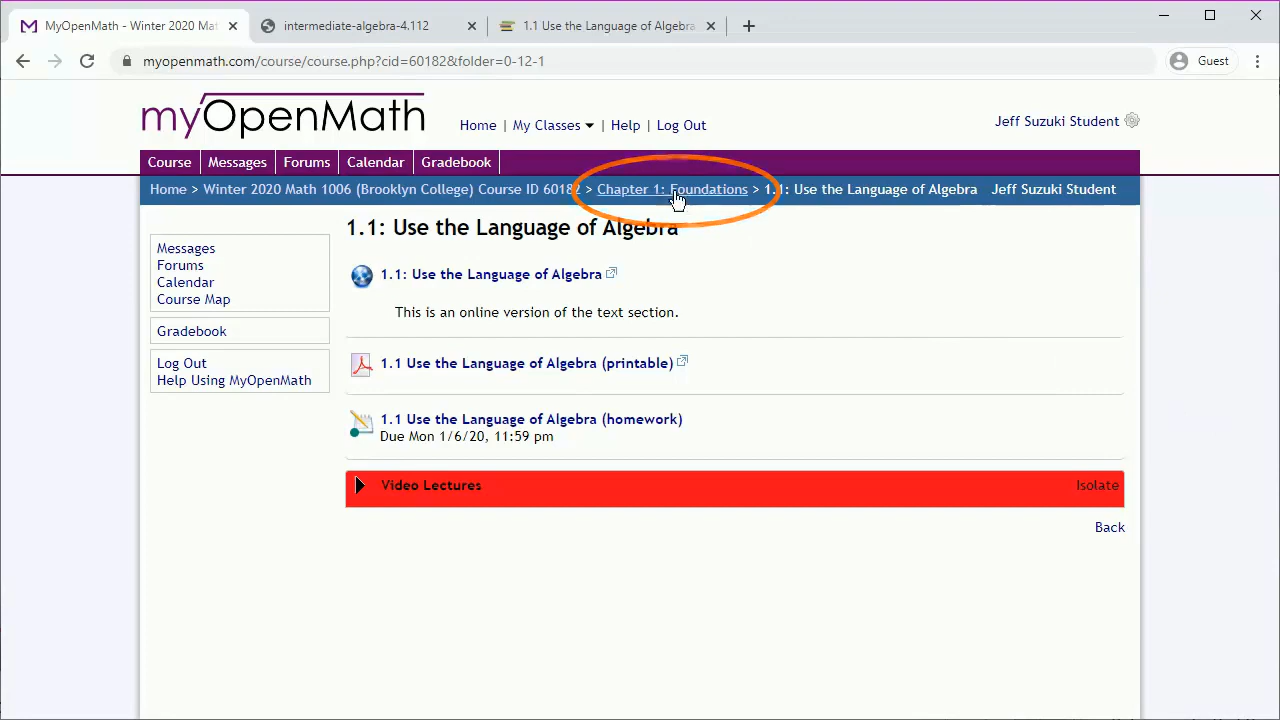 MyOpenMath - Winter 2020 Mat
intermediate-algebra-4.112
1.1 Use the Language of Algebra
myopenmath.com/course/course.php?cid=60182&folder=0-12-1
Guest
myOpenMath
Home | My Classes | Help | Log Out
Jeff Suzuki Student
Course Messages Forums Calendar Gradebook
Home > Winter 2020 Math 1006 (Brooklyn College) Course ID 60182 > Chapter 1: Foundations > 1.1: Use the Language of Algebra Jeff Suzuki Student
1.1: Use the Language of Algebra
Messages
Forums
Calendar
Course Map
Gradebook
Log Out
Help Using MyOpenMath
1.1: Use the Language of Algebra
This is an online version of the text section.
1.1 Use the Language of Algebra (printable)
1.1 Use the Language of Algebra (homework)
Due Mon 1/6/20, 11:59 pm
Video Lectures
Isolate
Back